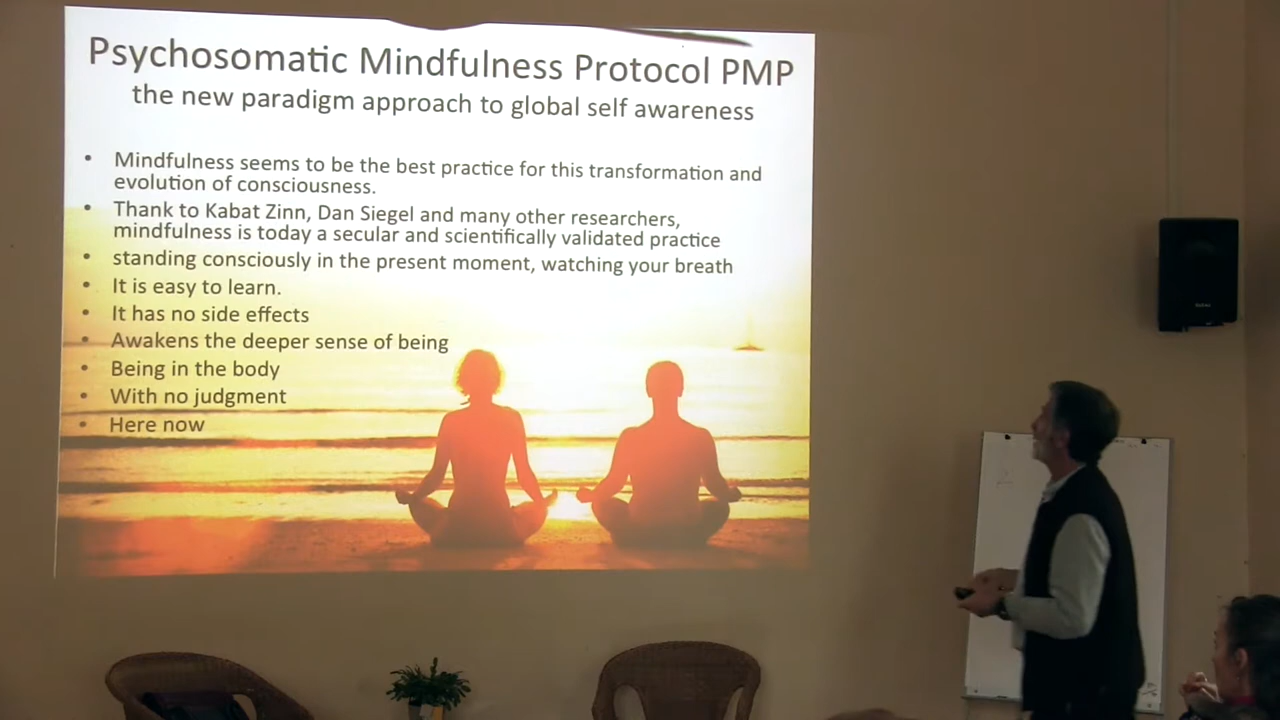 Psychosomatic Mindfulness Protocol PMP
the new paradigm approach to global self awareness
• Mindfulness seems to be the best practice for this transformation and
evolution of consciousness.
• Thank to Kabat Zinn, Dan Siegel and many other researchers,
mindfulness is today a secular and scientifically validated practice
• standing consciously in the present moment, watching your breath
• It is easy to learn.
• It has no side effects
• Awakens the deeper sense of being
• Being in the body
• With no judgment
• Here now